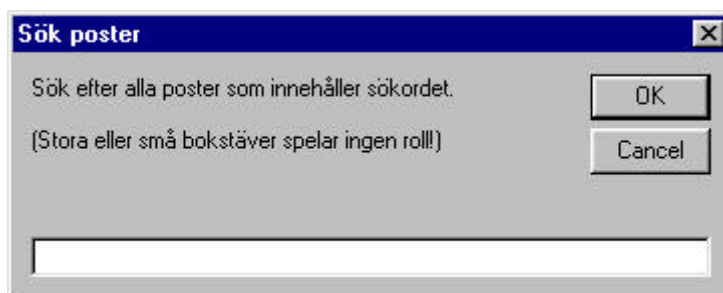 Sök poster
Sök efter alla poster som innehåller sökordet.
OK
(Stora eller små bokstäver spelar ingen roll!)
Cancel